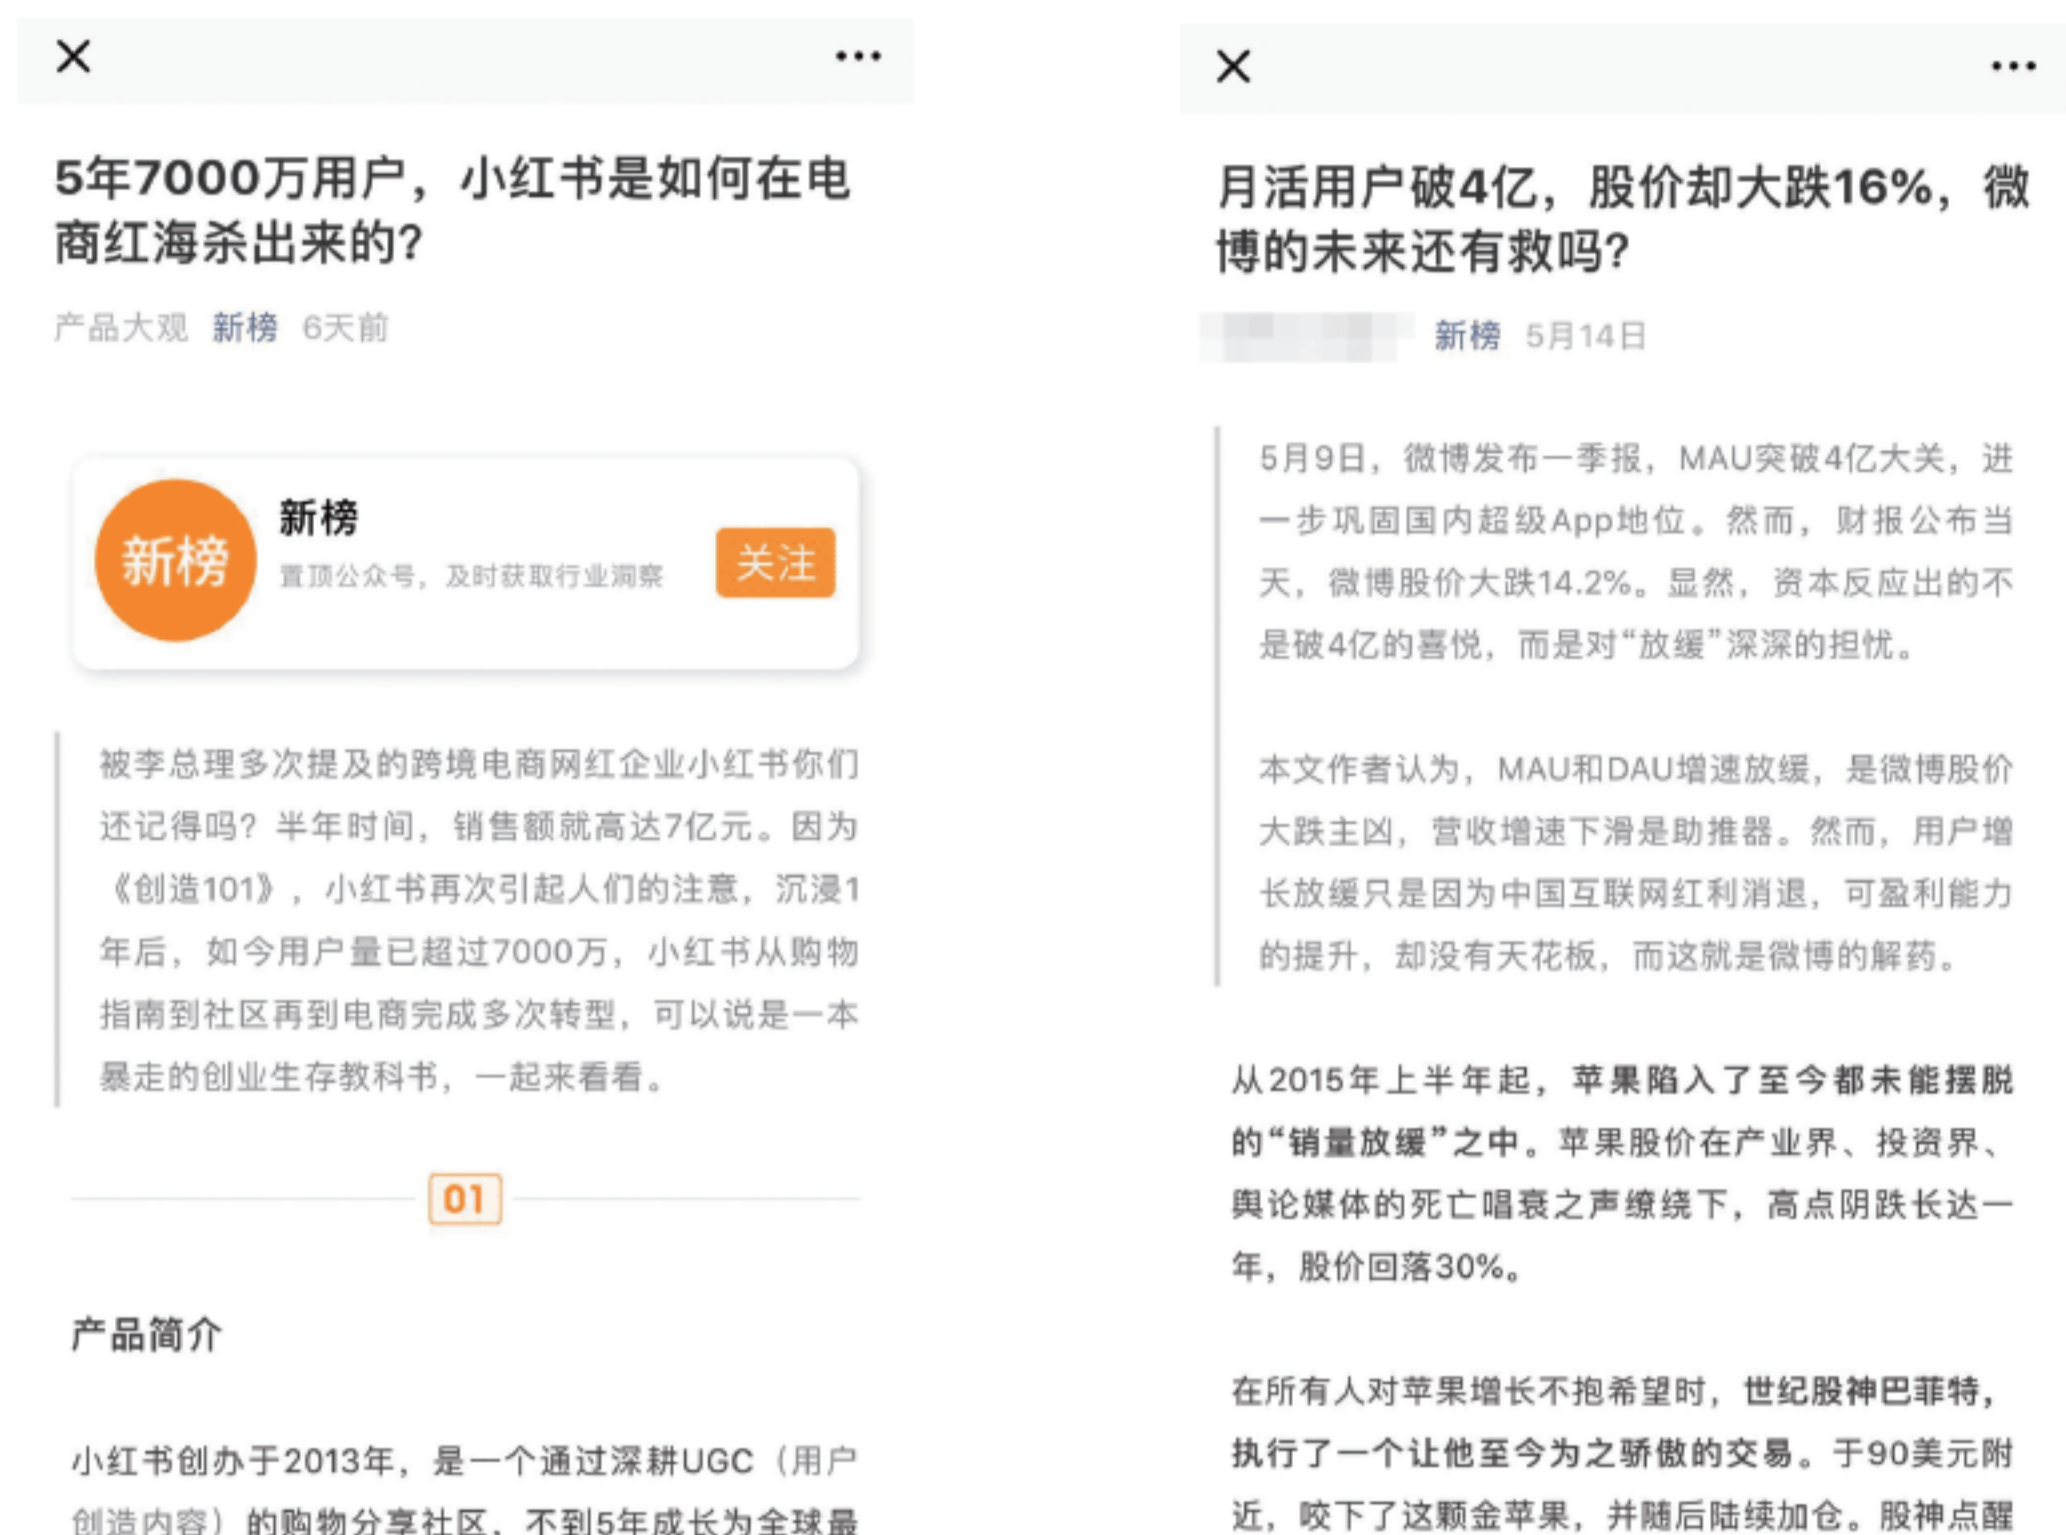 5年7000万用户，小红书是如何在电
商红海杀出来的?
产品大观 新榜 6天前
新榜
新榜
置顶公众号，及时获取行业洞察
关注
被李总理多次提及的跨境电商网红企业小红书你们
还记得吗？半年时间，销售额就高达7亿元。因为
《创造101》，小红书再次引起人们的注意，沉浸1
年后，如今用户量已超过7000万，小红书从购物
指南到社区再到电商完成多次转型，可以说是一本
暴走的创业生存教科书，一起来看看。
01
产品简介
小红书创办于2013年，是一个通过深耕UGC（用户
创造内容）的购物分享社区，不到5年成长为全球最
月活用户破4亿，股价却大跌16%，微
博的未来还有救吗?
新榜 5月14日
5月9日，微博发布一季报，MAU突破4亿大关，进
一步巩固国内超级App地位。然而，财报公布当
天，微博股价大跌14.2%。显然，资本反应出的不
是破4亿的喜悦，而是对“放缓”深深的担忧。
本文作者认为，MAU和DAU增速放缓，是微博股价
大跌主凶，营收增速下滑是助推器。然而，用户增
长放缓只是因为中国互联网红利消退，可盈利能力
的提升，却没有天花板，而这就是微博的解药。
从2015年上半年起，苹果陷入了至今都未能摆脱
的“销量放缓”之中。苹果股价在产业界、投资界、
舆论媒体的死亡唱衰之声缭绕下，高点阴跌长达一
年，股价回落30%。
在所有人对苹果增长不抱希望时，世纪股神巴菲特，
执行了一个让他至今为之骄傲的交易。于90美元附
近，咬下了这颗金苹果，并随后陆续加仓。股神点醒